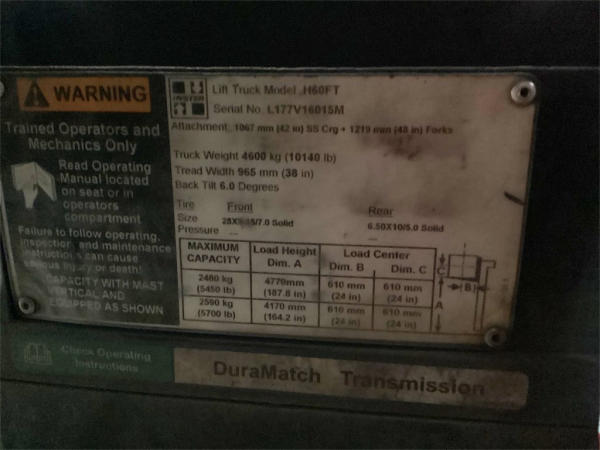 WARNING
Trained Operators and
Mechanics Only
Read Operating
Manual located
on seat or in
operators
compartment
Failure to follow operating,
inspection and maintenance
instructions can cause
serious injury or death!
CAPACITY WITH MAST
VERTICAL AND
EQUIPPED AS SHOWN
HYSTER
Lift Truck Model H60FT
Serial No L177V16015M
Attachment 1067 mm (42 in) SS Crg + 1219 mm (48 in) Forks
Truck Weight 4600 kg (10140 lb)
Tread Width 965 mm (38 in)
Back Tilt 6.0 Degrees
Tire Front Rear
Size Solid 6.50X10/5.0 Solid
Pressure -- --
MAXIMUM CAPACITY Load Height Dim. A Load Center Dim. B Dim. C
2480 kg 4770mm 610 mm 610 mm
(5450 lb) (187.8 in) (24 in) (24 in)
2590 kg 4170 mm 610 mm 610 mm
(5700 lb) (164.2 in) (24 in) (24 in)
C
B
A
Check Operating
Instructions
DuraMatch Transmission